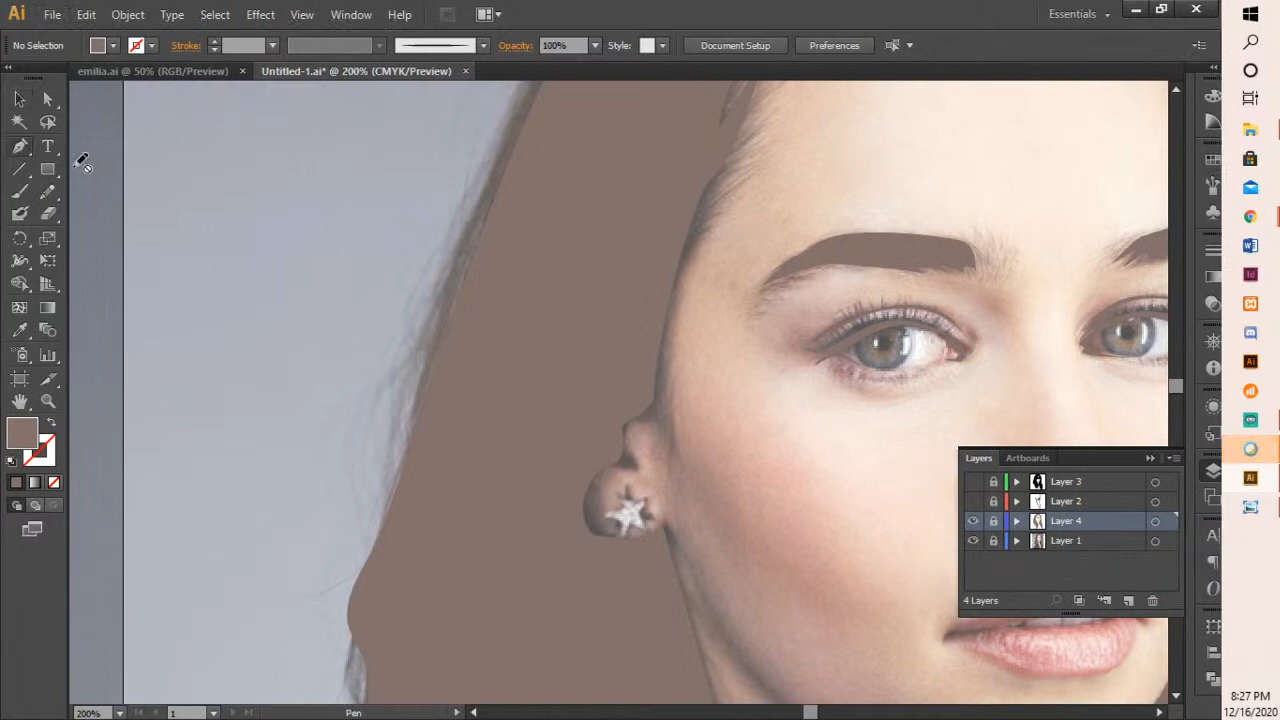 Ai File Edit Object Type Select Effect View Window Help Essentials
No Selection Stroke: Opacity: 100% Style: Document Setup Preferences
emilia.ai @ 50% (RGB/Preview) × Untitled-1.ai* @ 200% (CMYK/Preview) ×
Layers Artboards
Layer 3
Layer 2
Layer 4
Layer 1
4 Layers
200% 1 Pen
8:27 PM
12/16/2020